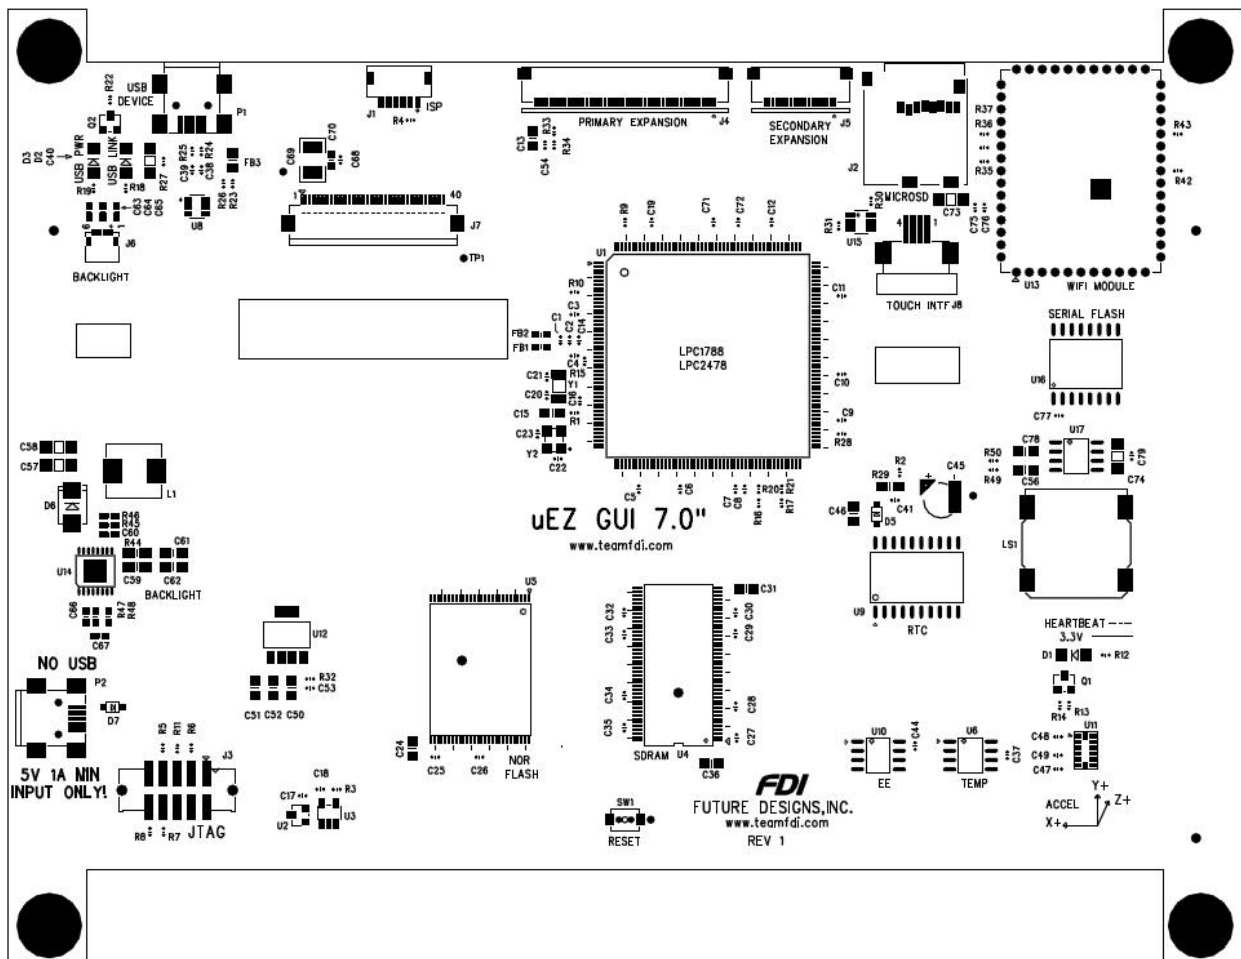 R22
USB
DEVICE
P1
Q2
D3
D2
C40
USB PWR
USB LINK
R25
R24
C39
C38
FB3
R19
R18
R27
R26
R23
C63
C64
C65
U8
6
1
J6
BACKLIGHT
C69
C70
C68
J1
R4
ISP
1
40
J7
TP1
PRIMARY EXPANSION
J4
C13
R33
C54
R34
SECONDARY
EXPANSION
J5
J2
MICROSD
R37
R36
R35
R43
R42
R30
R31
U15
C73
C75
C76
4
1
TOUCH INTF
J8
U13
WIFI MODULE
R9
C19
C71
C72
C12
U1
R10
C3
C1
C2
C14
FB2
FB1
C4
C21
R15
Y1
C20
C16
C15
R1
C23
Y2
C22
LPC1788
LPC2478
C11
C10
C9
R28
C5
C6
C7
C8
R16
R20
R21
R17
SERIAL FLASH
U16
C77
U17
C78
R50
R49
C56
C79
C74
C58
C57
L1
D6
R46
R45
C60
R44
C61
U14
C59
C62
BACKLIGHT
C66
R47
R48
C67
uEZ GUI 7.0"
www.teamfdi.com
R29
R2
C45
C41
C46
D5
U9
RTC
LS1
U5
NOR
FLASH
C24
C25
C26
C31
C32
C33
C30
C29
C34
C35
C28
C27
SDRAM
U4
C36
HEARTBEAT
3.3V
D1
R12
Q1
R14
R13
U11
C48
C49
C47
ACCEL
X+
Y+
Z+
U12
R32
C53
C51
C52
C50
NO USB
P2
D7
5V 1A MIN
INPUT ONLY!
R5
R11
R6
J3
R8
R7
JTAG
C18
C17
R3
U2
U3
U10
C44
EE
U6
C37
TEMP
FDI
FUTURE DESIGNS,INC.
www.teamfdi.com
REV 1
SW1
RESET